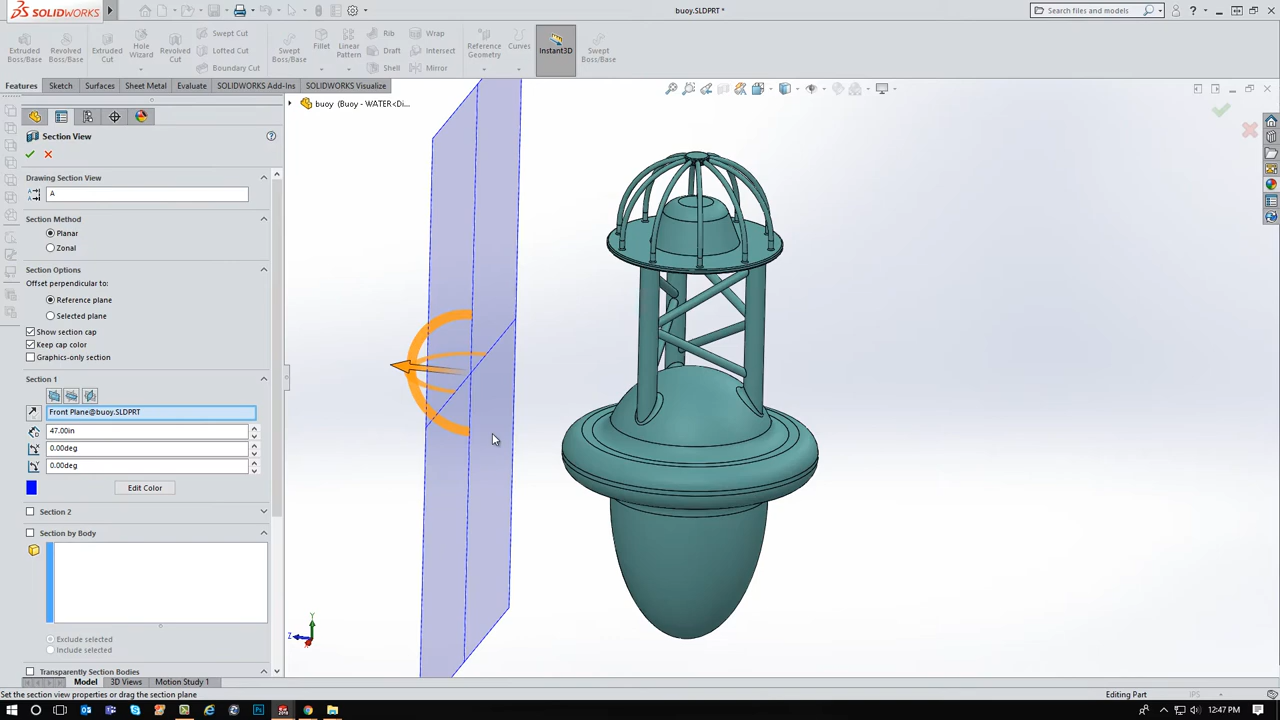 SOLIDWORKS
buoy.SLDPRT *
Search files and models
Extruded Boss/Base
Revolved Boss/Base
Swept Boss/Base
Lofted Boss/Base
Boundary Boss/Base
Extruded Cut
Hole Wizard
Revolved Cut
Swept Cut
Lofted Cut
Boundary Cut
Fillet
Linear Pattern
Rib
Draft
Shell
Wrap
Intersect
Mirror
Reference Geometry
Curves
Instant3D
Swept Boss/Base
Features
Sketch
Surfaces
Sheet Metal
Evaluate
SOLIDWORKS Add-Ins
SOLIDWORKS Visualize
buoy (Buoy - WATER<Di...
Section View
Drawing Section View
A
Section Method
Planar
Zonal
Section Options
Offset perpendicular to:
Reference plane
Selected plane
Show section cap
Keep cap color
Graphics-only section
Section 1
Front Plane@buoy.SLDPRT
47.00in
0.00deg
0.00deg
Edit Color
Section 2
Section by Body
Exclude selected
Include selected
Transparently Section Bodies
Y
Z
Model
3D Views
Motion Study 1
Set the section view properties or drag the section plane
Editing Part
IPS
12:47 PM